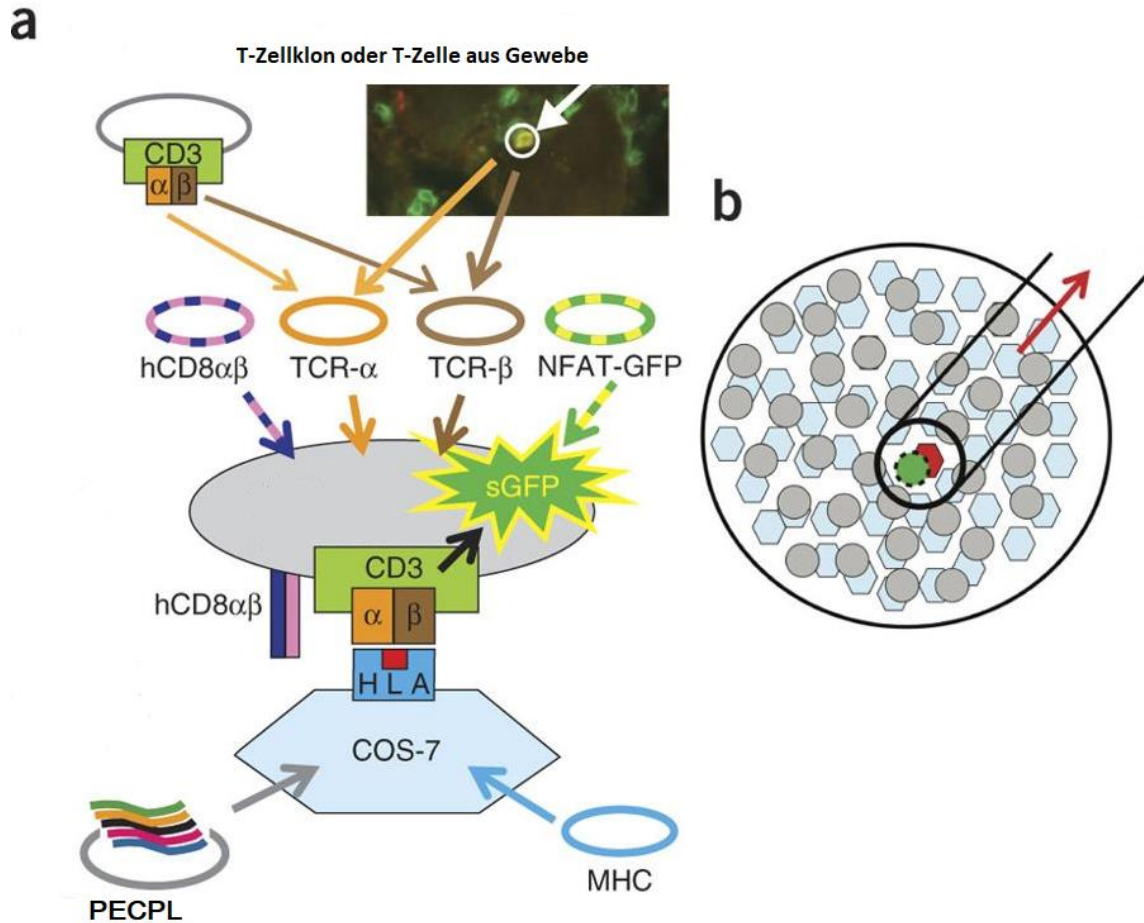 a
T-Zellklon oder T-Zelle aus Gewebe
CD3
α β
b
hCD8αβ TCR-α TCR-β NFAT-GFP
sGFP
CD3
hCD8αβ
α β
H L A
COS-7
PECPL
MHC